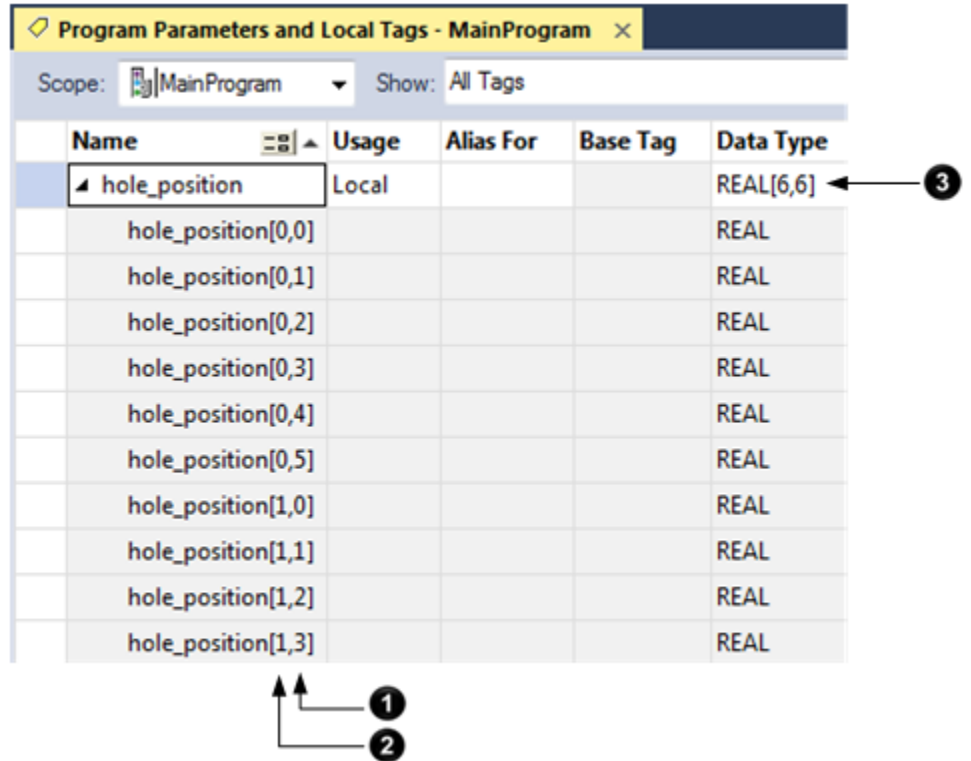 Program Parameters and Local Tags - MainProgram ×
Scope: MainProgram Show: All Tags
Name Usage Alias For Base Tag Data Type
hole_position Local REAL[6,6] 3
hole_position[0,0] REAL
hole_position[0,1] REAL
hole_position[0,2] REAL
hole_position[0,3] REAL
hole_position[0,4] REAL
hole_position[0,5] REAL
hole_position[1,0] REAL
hole_position[1,1] REAL
hole_position[1,2] REAL
hole_position[1,3] REAL
1
2